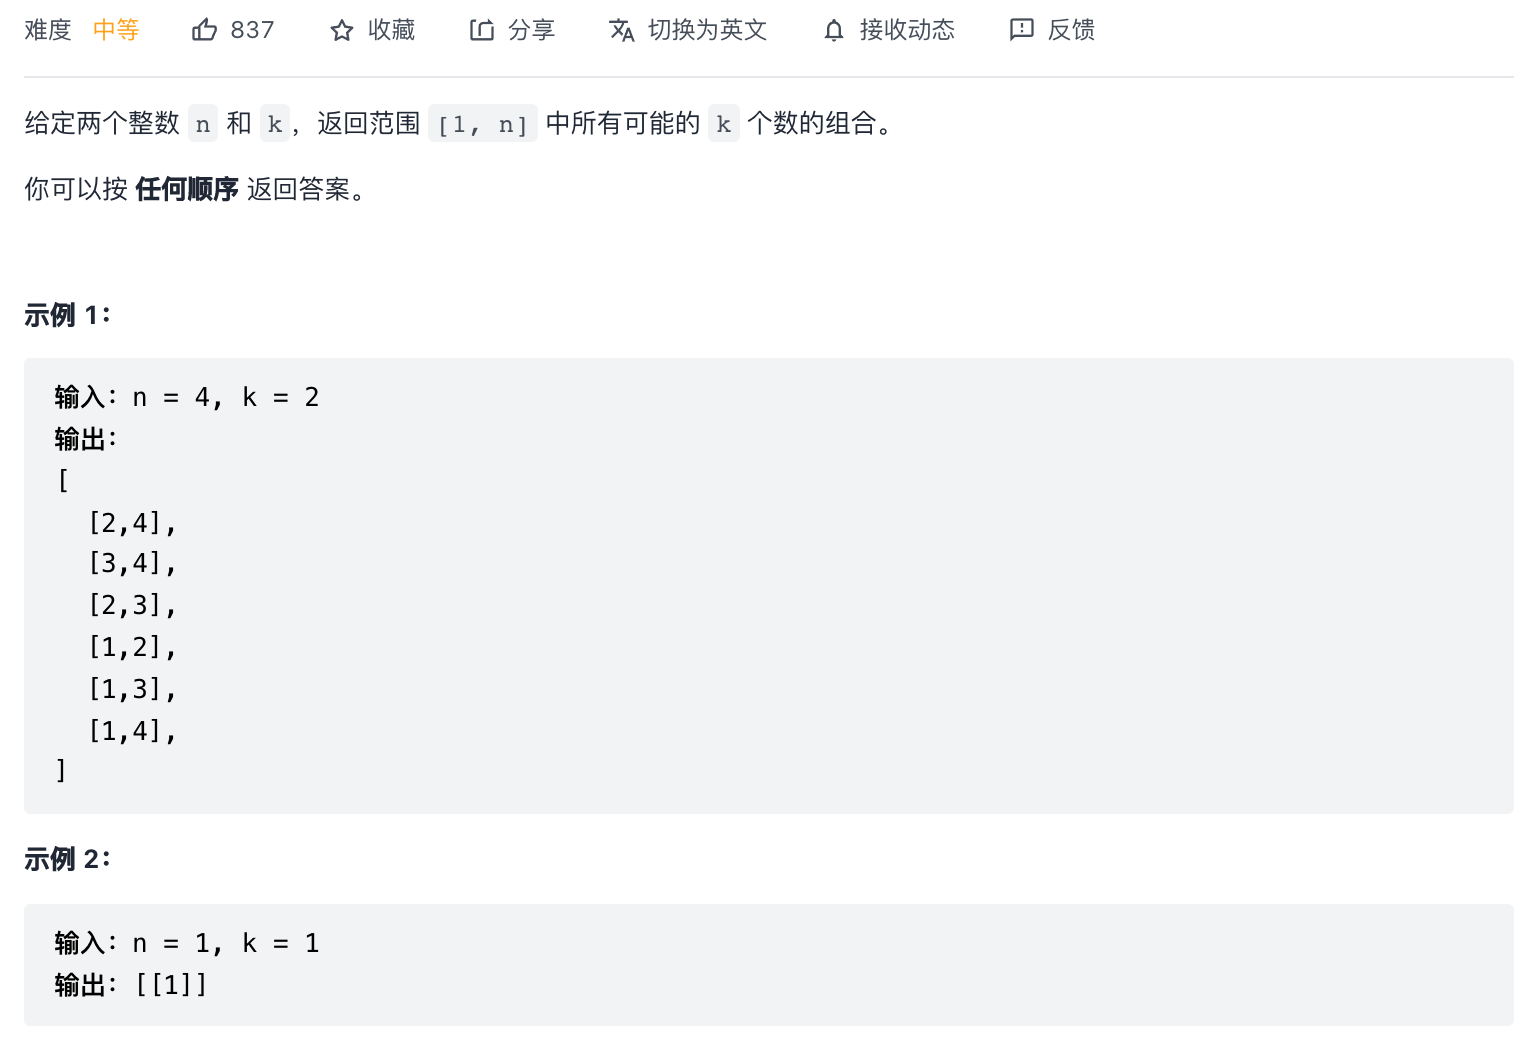 难度 中等 837 收藏 分享 切换为英文 接收动态 反馈
给定两个整数 n 和 k，返回范围 [1, n] 中所有可能的 k 个数的组合。
你可以按 任何顺序 返回答案。
示例 1：
输入：n = 4, k = 2
输出：
[
  [2,4],
  [3,4],
  [2,3],
  [1,2],
  [1,3],
  [1,4],
]
示例 2：
输入：n = 1, k = 1
输出：[[1]]